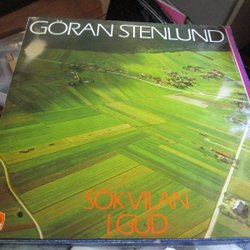 GÖRAN STENLUND
SÖK VILAN
I GUD